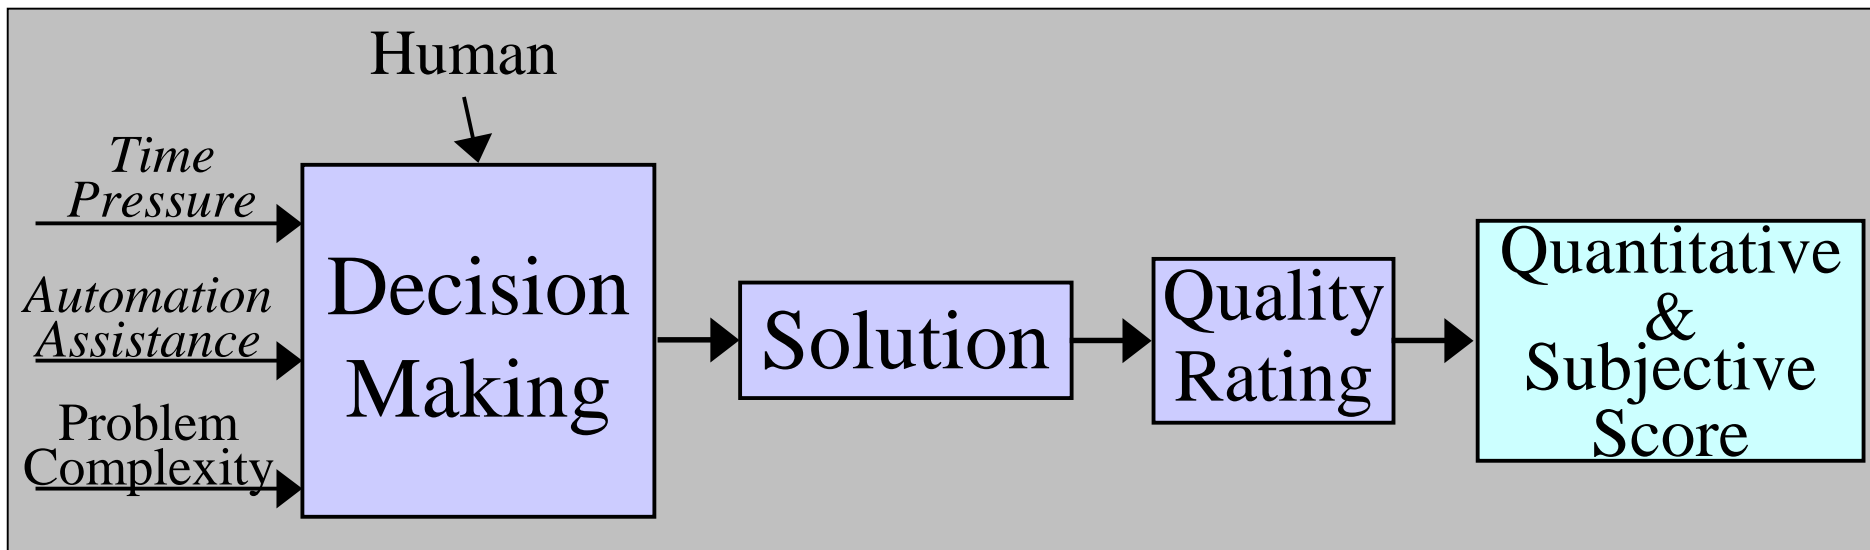 Human
Time
Pressure
Automation
Assistance
Problem
Complexity
Decision
Making
Solution
Quality
Rating
Quantitative
&
Subjective
Score